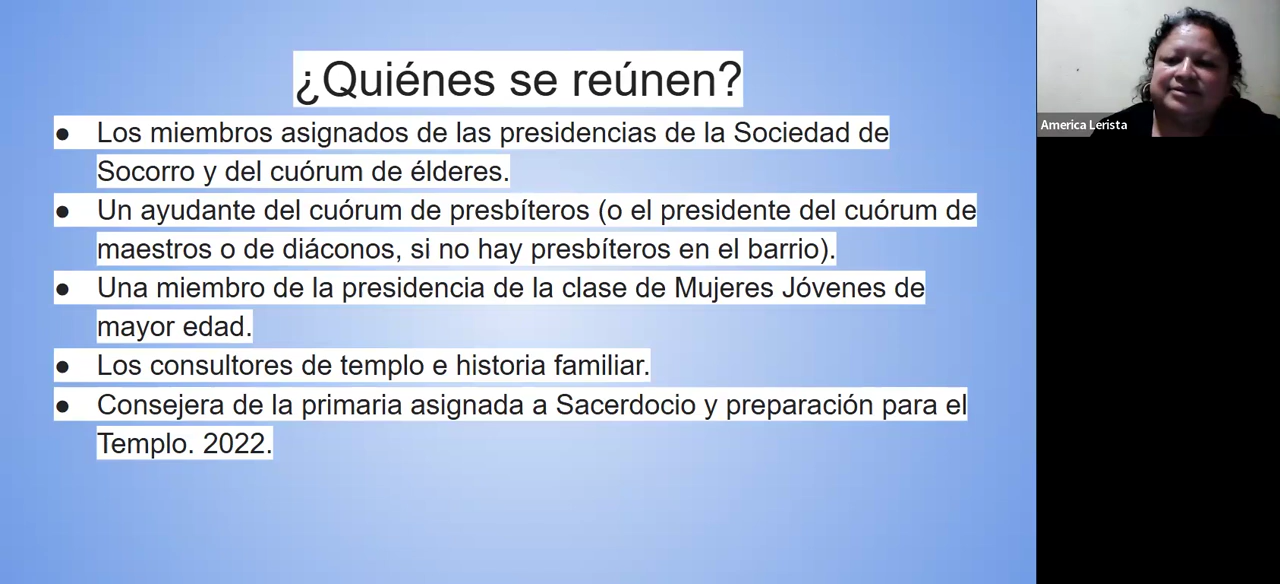 ¿Quiénes se reúnen?
● Los miembros asignados de las presidencias de la Sociedad de
Socorro y del cuórum de élderes.
● Un ayudante del cuórum de presbíteros (o el presidente del cuórum de
maestros o de diáconos, si no hay presbíteros en el barrio).
● Una miembro de la presidencia de la clase de Mujeres Jóvenes de
mayor edad.
● Los consultores de templo e historia familiar.
● Consejera de la primaria asignada a Sacerdocio y preparación para el
Templo. 2022.
America Lerista